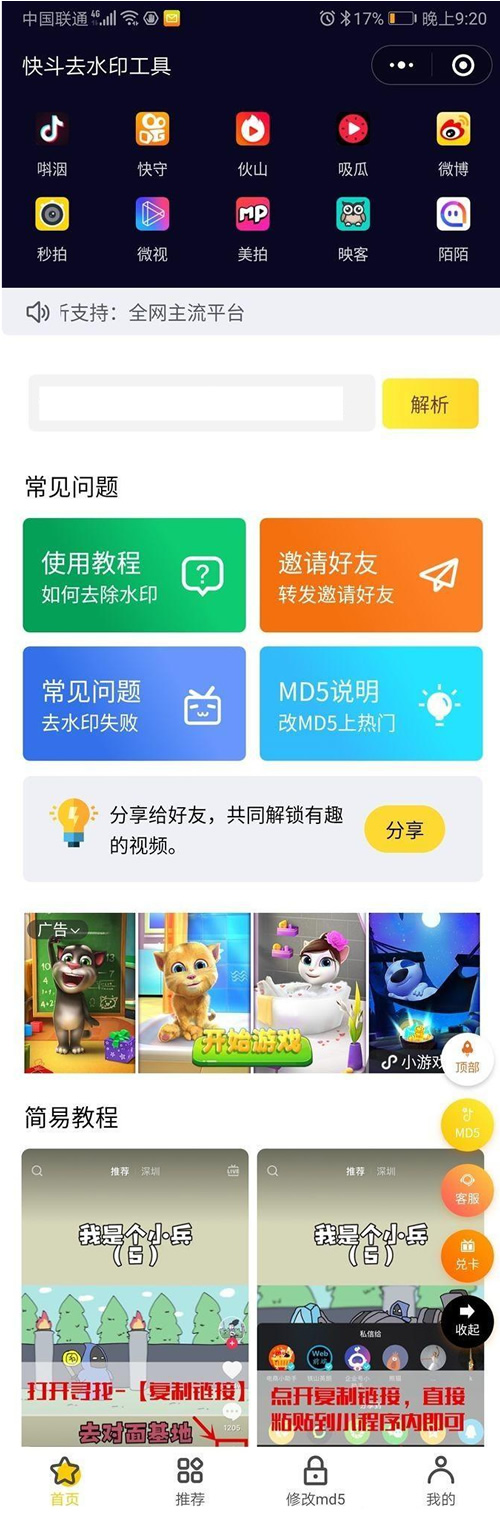 中国联通 4G
17%
晚上9:20
快斗去水印工具
嗗洇
快守
伙山
吸瓜
微博
秒拍
微视
美拍
映客
陌陌
支持：全网主流平台
解析
常见问题
使用教程
如何去除水印
邀请好友
转发邀请好友
常见问题
去水印失败
MD5说明
改MD5上热门
分享给好友，共同解锁有趣
的视频。
分享
广告
开始游戏
小游戏
顶部
MD5
客服
兑卡
收起
简易教程
推荐 深圳
LIVE
我是个小兵
(6)
打开寻找-【复利链接】
去对面基地
1205
推荐 深圳
我是个小兵
(6)
私信给
点开复利链接，直接
粘贴到小程序内即可
首页
推荐
修改md5
我的